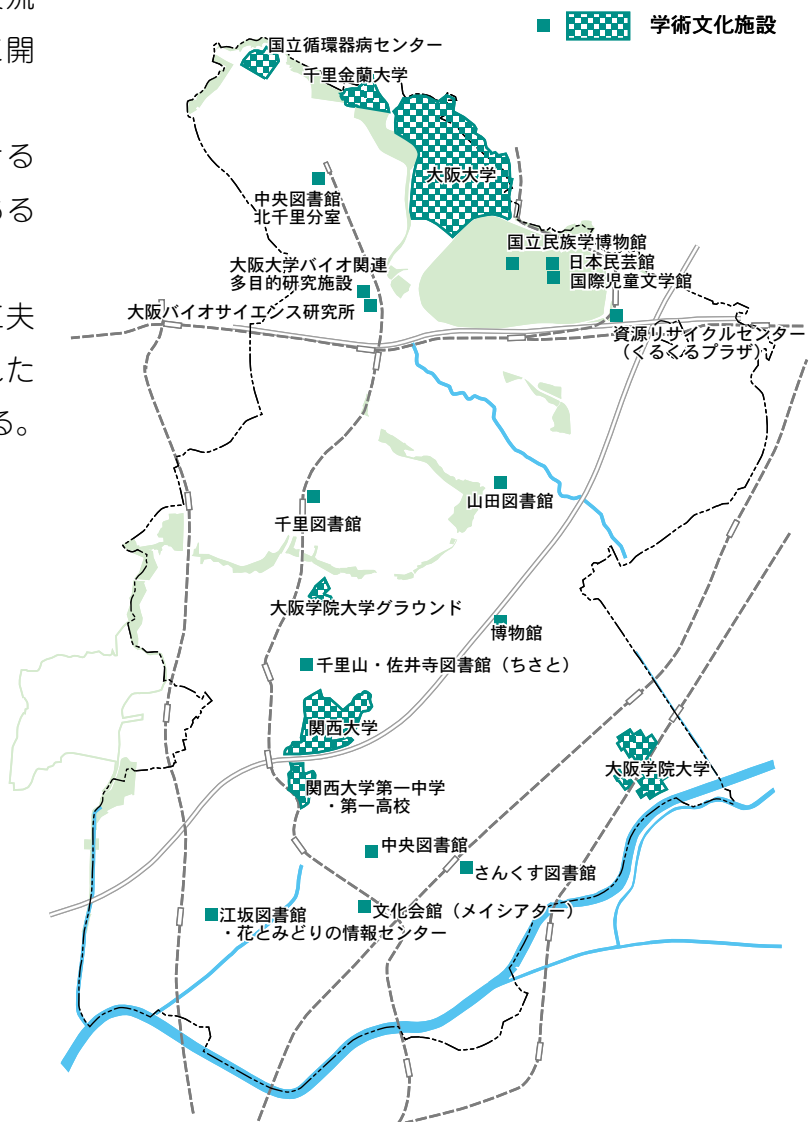 流
開
する
ある
夫
した
る。
学術文化施設
国立循環器病センター
千里金蘭大学
大阪大学
中央図書館
北千里分室
国立民族学博物館
日本民芸館
国際児童文学館
大阪大学バイオ関連
多目的研究施設
大阪バイオサイエンス研究所
資源リサイクルセンター
（くるくるプラザ）
山田図書館
千里図書館
大阪学院大学グラウンド
博物館
千里山・佐井寺図書館（ちさと）
関西大学
大阪学院大学
関西大学第一中学
・第一高校
中央図書館
さんくす図書館
江坂図書館
・花とみどりの情報センター
文化会館（メイシアター）